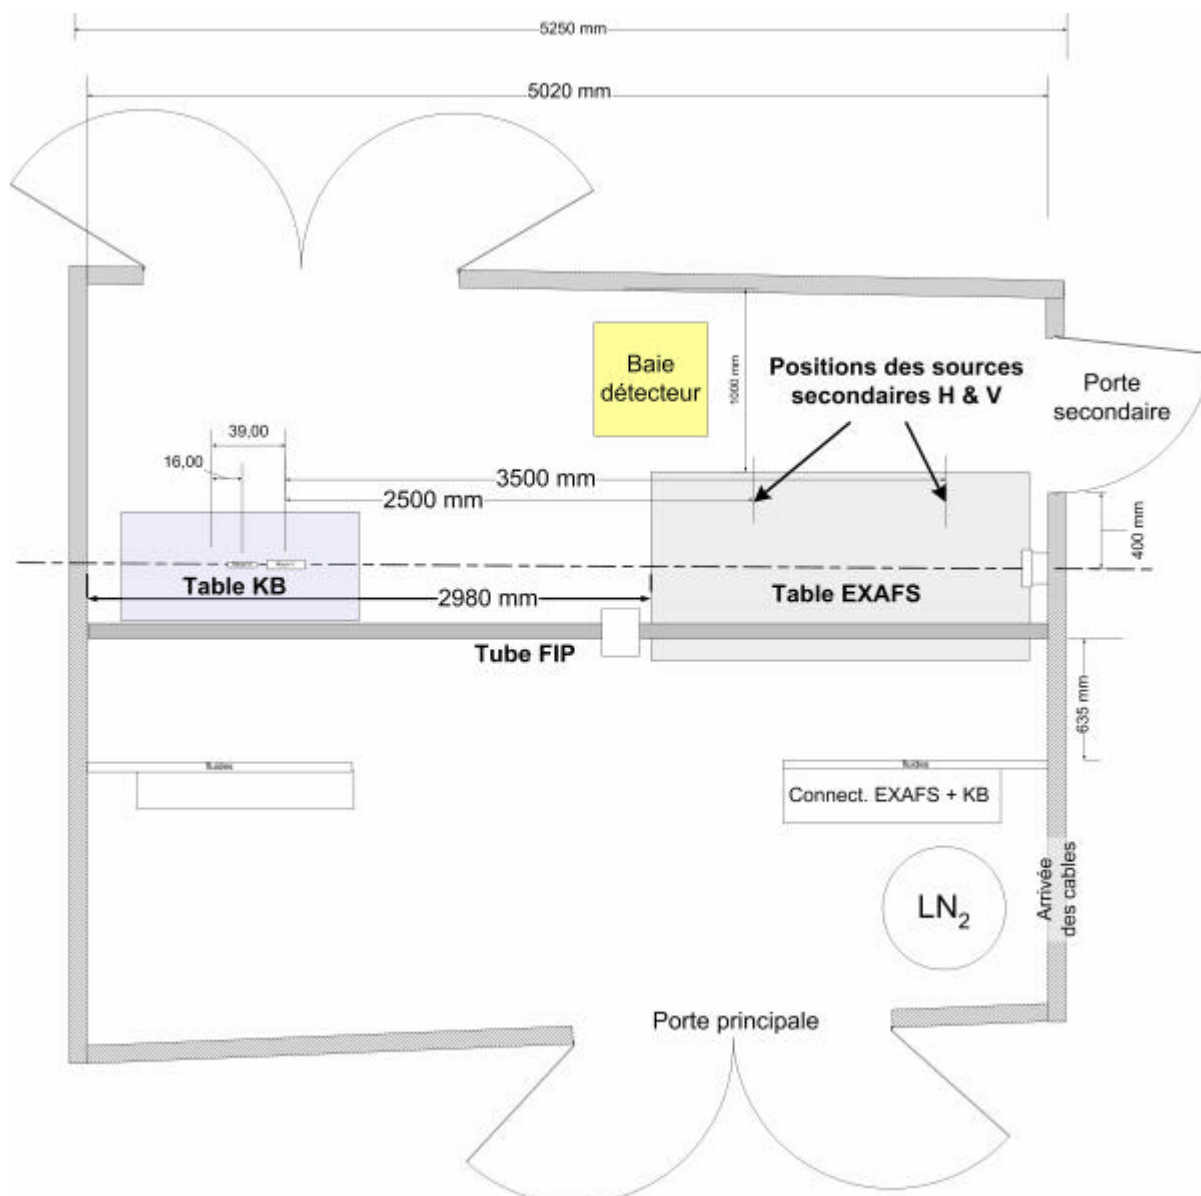 5250 mm
5020 mm
Baie
détecteur
1000 mm
Positions des sources
secondaires H & V
Porte
secondaire
39,00
16,00
3500 mm
2500 mm
400 mm
Table KB
2980 mm
Table EXAFS
Tube FIP
635 mm
fluides
fluides
Connect. EXAFS + KB
LN2
Arrivée
des cables
Porte principale